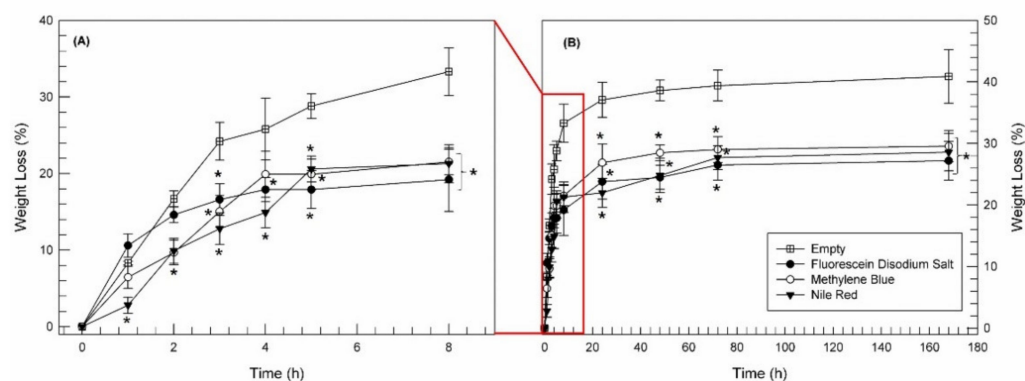 (A)
Weight Loss (%)
40
30
20
10
0
0 2 4 6 8
Time (h)
* * * * * * * * * * *
(B)
50
40
30
20
10
0
Weight Loss (%)
0 20 40 60 80 100 120 140 160 180
Time (h)
* * * * * * * * * *
Empty
Fluorescein Disodium Salt
Methylene Blue
Nile Red